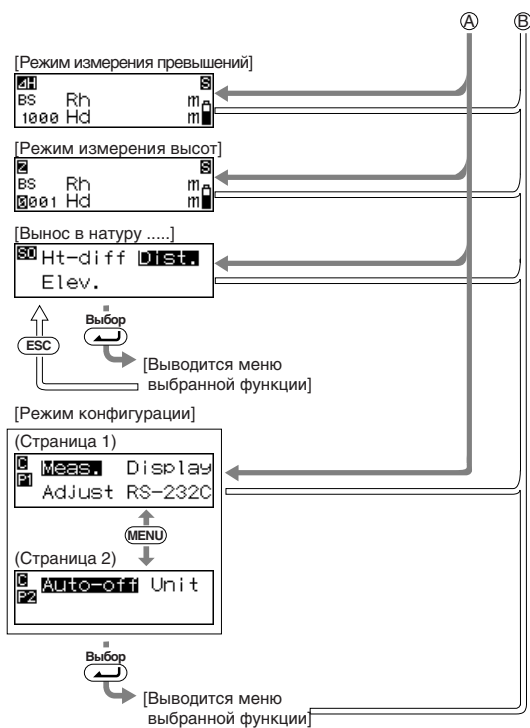 A B
[Режим измерения превышений]
⊿H S
BS Rh m
1000 Hd m
[Режим измерения высот]
Z S
BS Rh m
0001 Hd m
[Вынос в натуру .....]
SO Ht-diff Dist.
Elev.
Выбор
ESC
[Выводится меню
выбранной функции]
[Режим конфигурации]
(Страница 1)
C Meas. Display
P1 Adjust RS-232C
MENU
(Страница 2)
C Auto-off Unit
P2
Выбор
[Выводится меню
выбранной функции]